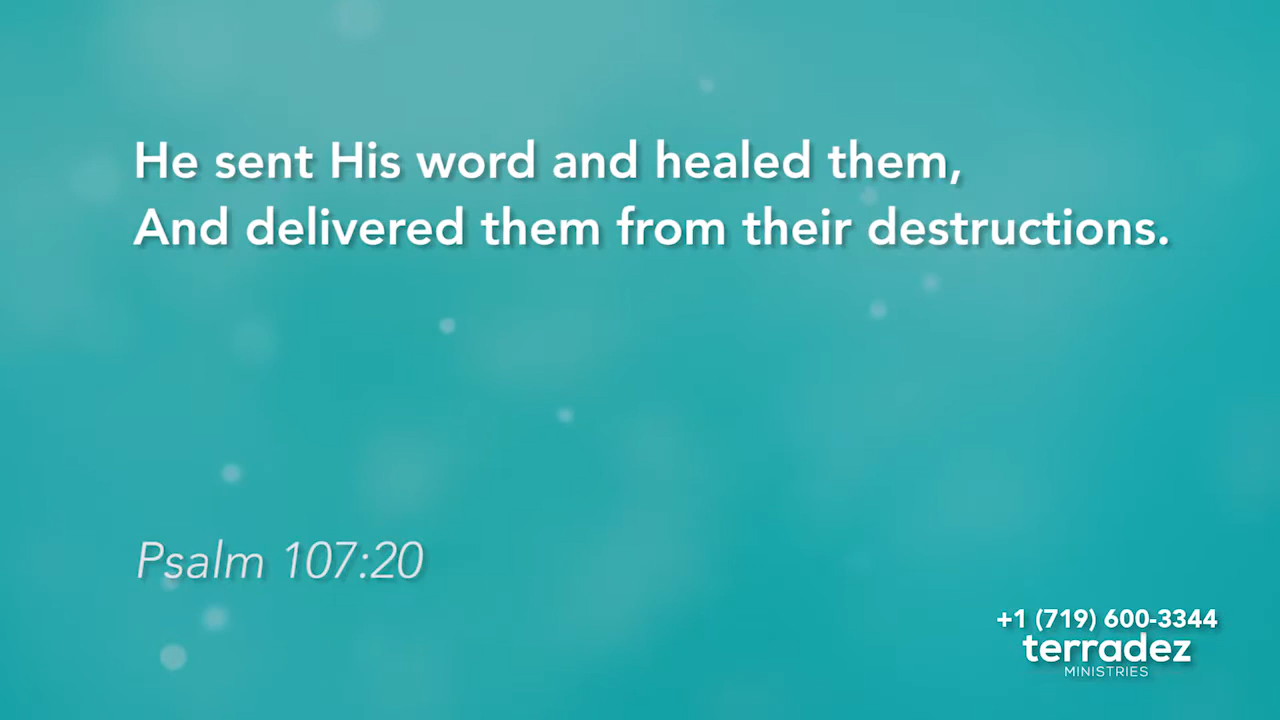 He sent His word and healed them,
And delivered them from their destructions.
Psalm 107:20
+1 (719) 600-3344
terradez
MINISTRIES